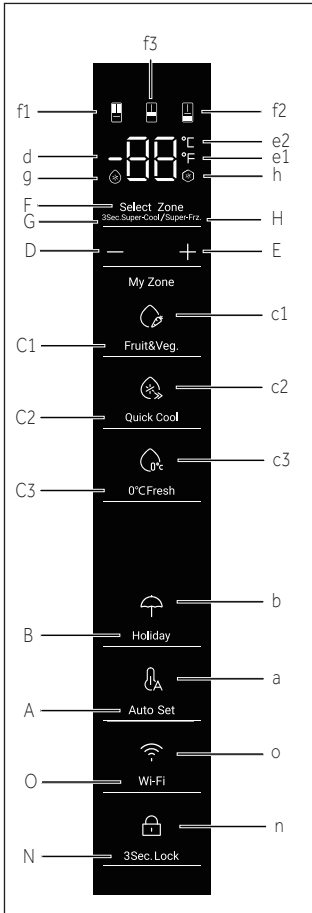 f3
f1 f2
-88 °C e2
d °F e1
g h
F Select Zone
G 3Sec.Super-Cool/Super-Frz. H
D − + E
My Zone
c1
C1 Fruit&Veg.
c2
C2 Quick Cool
0°c c3
C3 0°CFresh
b
B Holiday
A a
A Auto Set
o
O Wi-Fi
n
N 3Sec.Lock